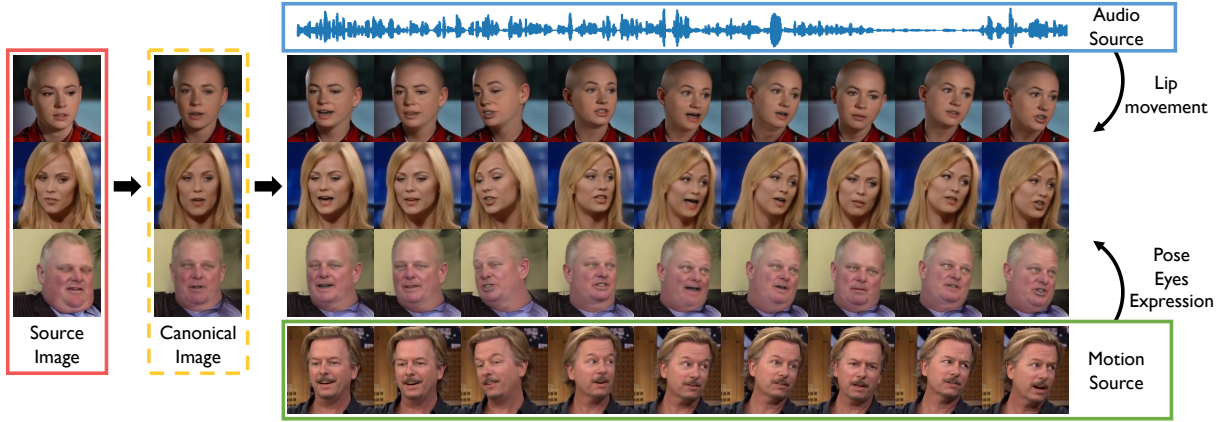 Audio
Source
Lip
movement
Pose
Eyes
Expression
Source
Image
Canonical
Image
Motion
Source